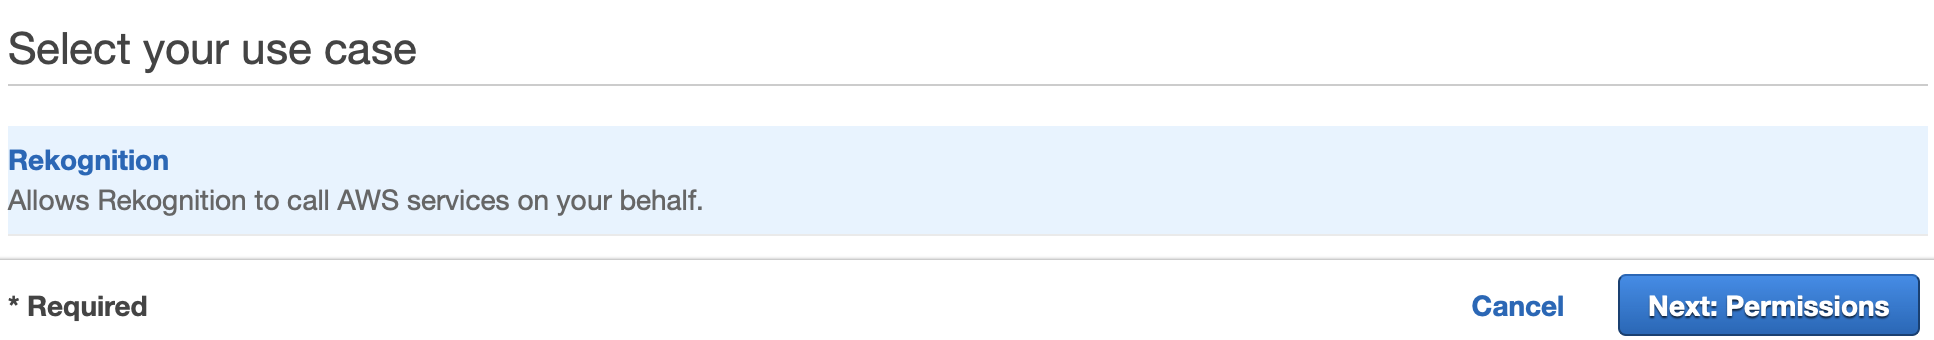 Select your use case
Rekognition
Allows Rekognition to call AWS services on your behalf.
* Required
Cancel
Next: Permissions